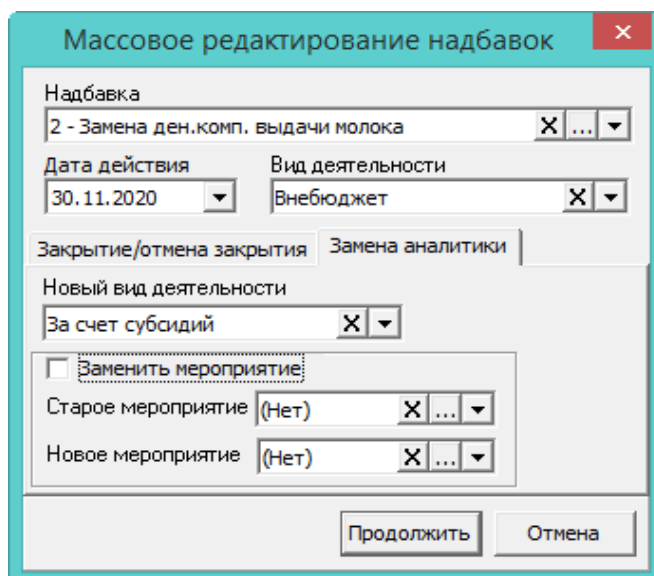 Массовое редактирование надбавок
Надбавка
2 - Замена ден.комп. выдачи молока
Дата действия Вид деятельности
30.11.2020 Внебюджет
Закрытие/отмена закрытия Замена аналитики
Новый вид деятельности
За счет субсидий
Заменить мероприятие
Старое мероприятие (Нет)
Новое мероприятие (Нет)
Продолжить Отмена